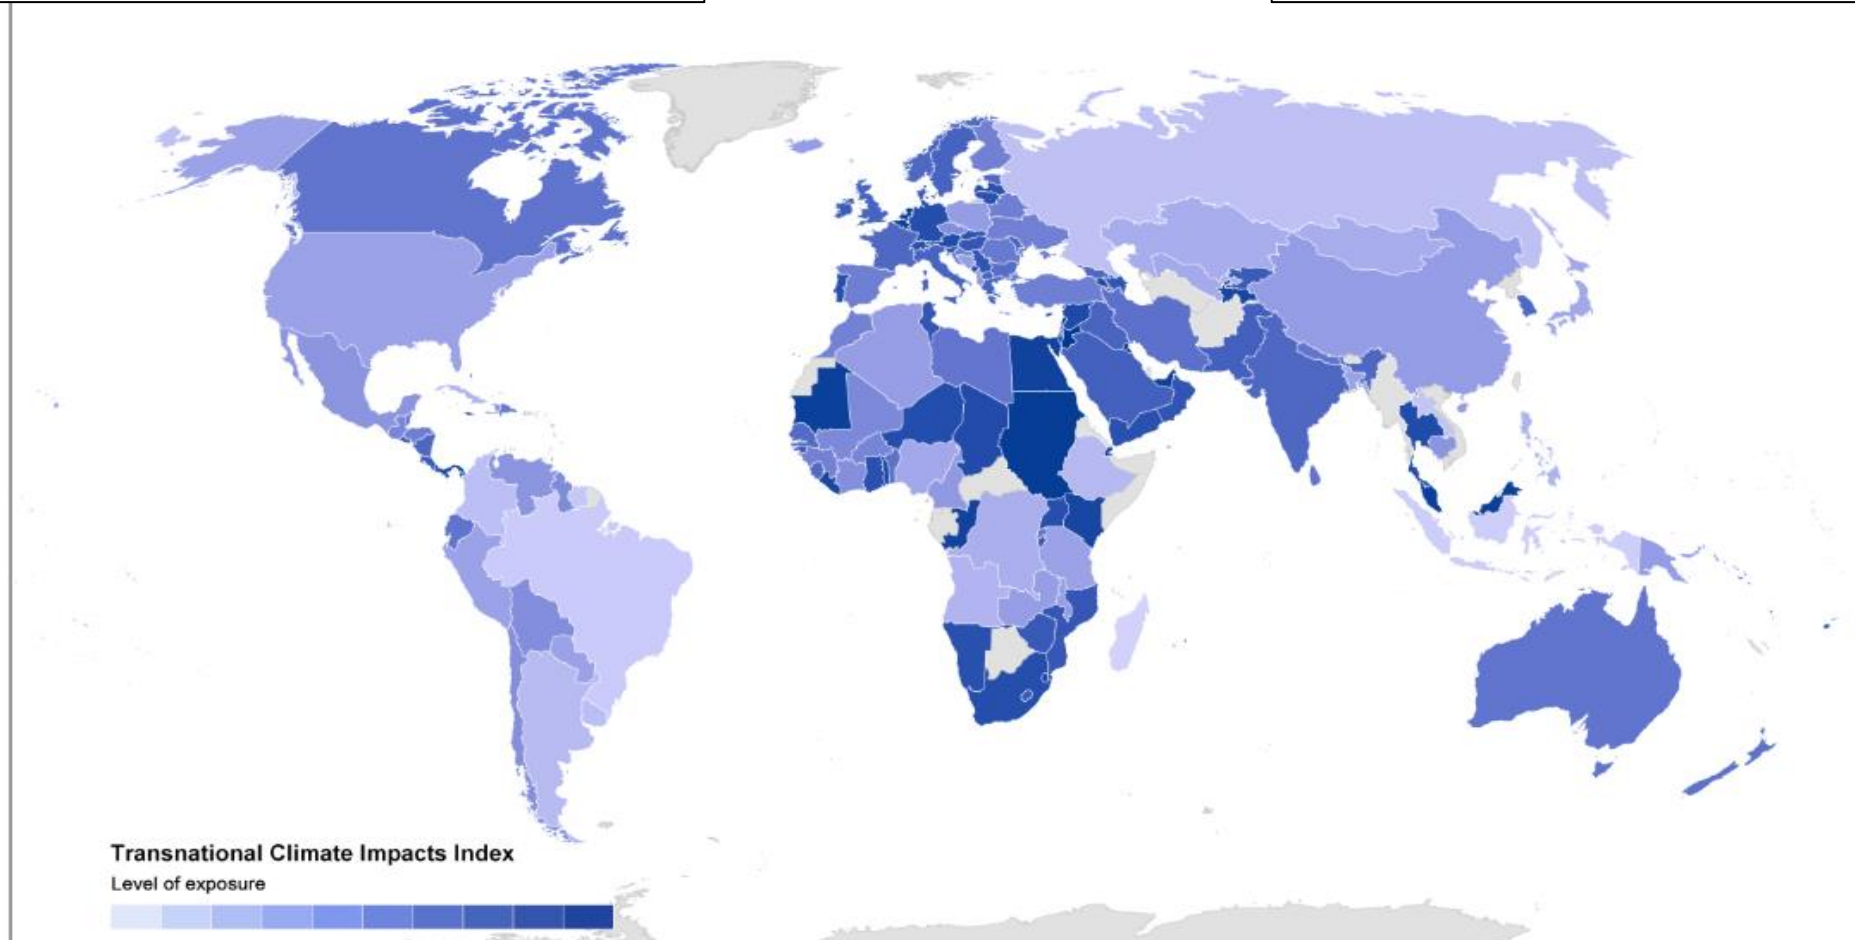 Transnational Climate Impacts Index
Level of exposure